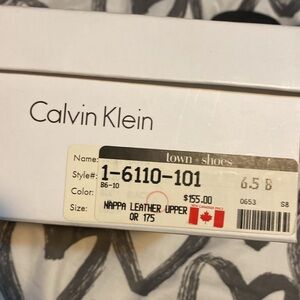 Calvin Klein
town shoes
Name:
Style#: 1-6110-101 6.5 B
B6-10
Color: $155.00 0653 S8
NAPPA LEATHER UPPER
Size: OR 175